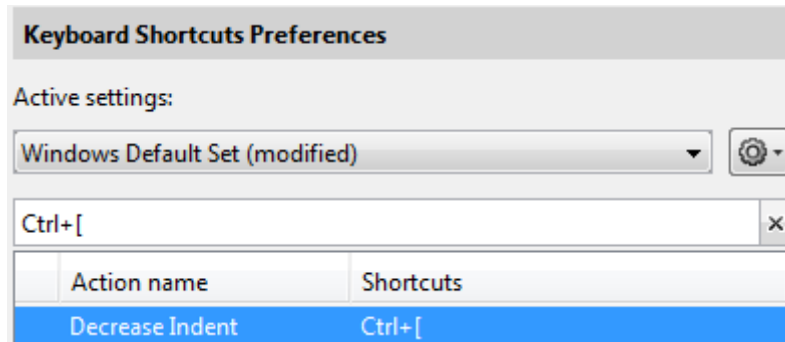 Keyboard Shortcuts Preferences
Active settings:
Windows Default Set (modified)
Ctrl+[
Action name Shortcuts
Decrease Indent Ctrl+[